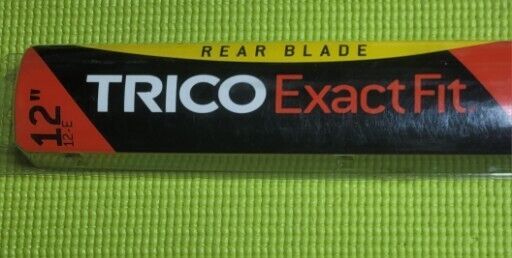 REAR BLADE
TRICO Exact Fit
12"
12-E